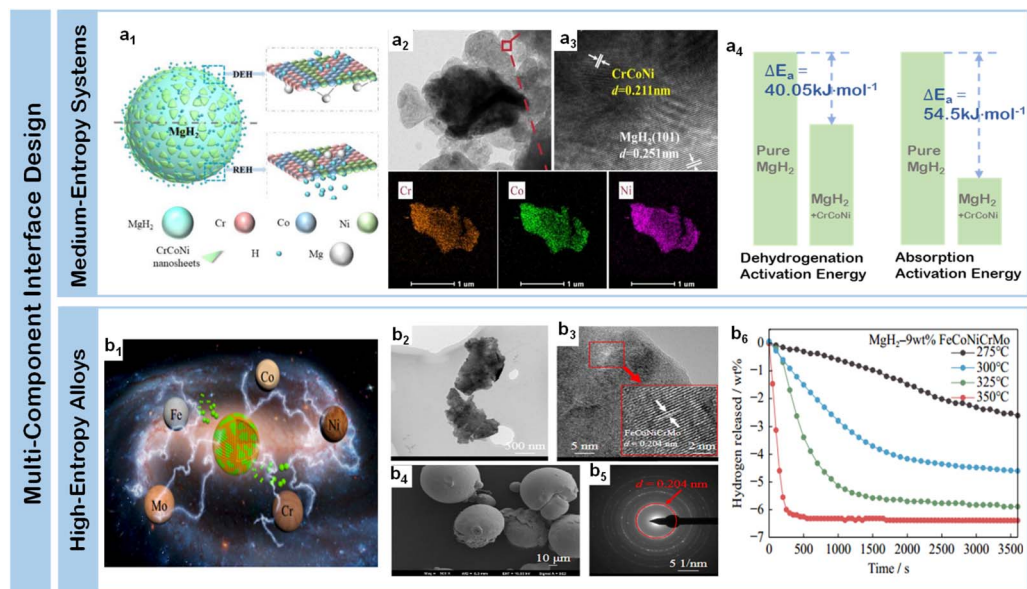 Multi-Component Interface Design
Medium-Entropy Systems
a1
DEH
MgH2
REH
MgH2
Cr
Co
Ni
CrCoNi
nanosheets
H
Mg
a2
a3
CrCoNi
d=0.211nm
MgH2(101)
d=0.251nm
Cr
Co
Ni
1 um
1 um
1 um
a4
ΔEa =
40.05kJ·mol-1
ΔEa =
54.5kJ·mol-1
Pure
MgH2
MgH2
+CrCoNi
Pure
MgH2
MgH2
+CrCoNi
Dehydrogenation
Activation Energy
Absorption
Activation Energy
High-Entropy Alloys
b1
Co
Fe
Ni
Mo
Cr
b2
500 nm
b3
FeCoNiCrMo
d = 0.204 nm
5 nm
2 nm
b4
10 μm
b5
d = 0.204 nm
5 1/nm
b6
MgH2–9wt% FeCoNiCrMo
275℃
300℃
325℃
350℃
Hydrogen released / wt%
0
−1
−2
−3
−4
−5
−6
−7
0 500 1000 1500 2000 2500 3000 3500
Time / s